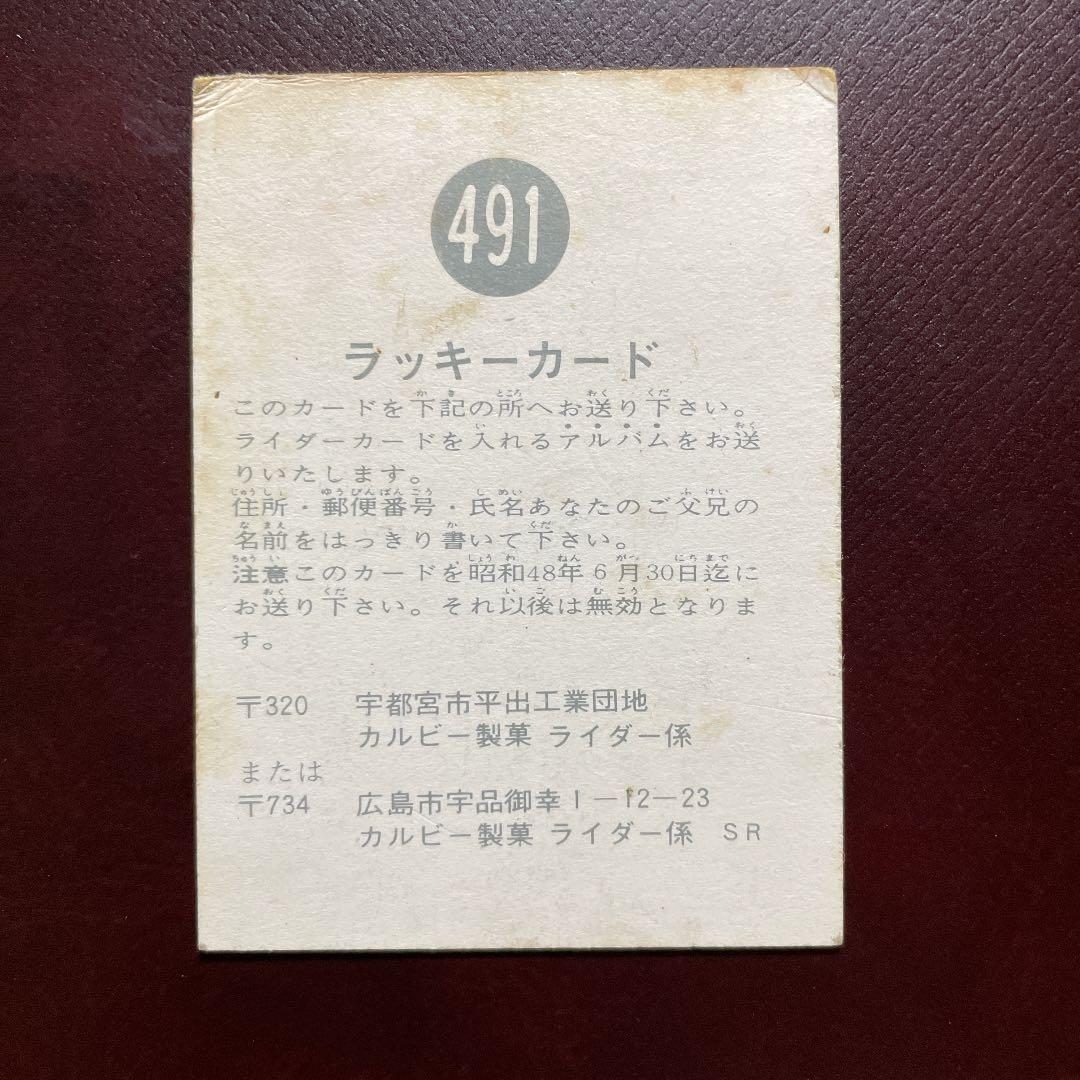 491
ラッキーカード
このカードを下記の所へお送り下さい。
ライダーカードを入れるアルバムをお送
りいたします。
住所・郵便番号・氏名あなたのご父兄の
名前をはっきり書いて下さい。
注意このカードを昭和48年6月30日迄に
お送り下さい。それ以後は無効となりま
す。
〒320 宇都宮市平出工業団地
カルビー製菓 ライダー係
または
〒734 広島市宇品御幸1-12-23
カルビー製菓 ライダー係 SR